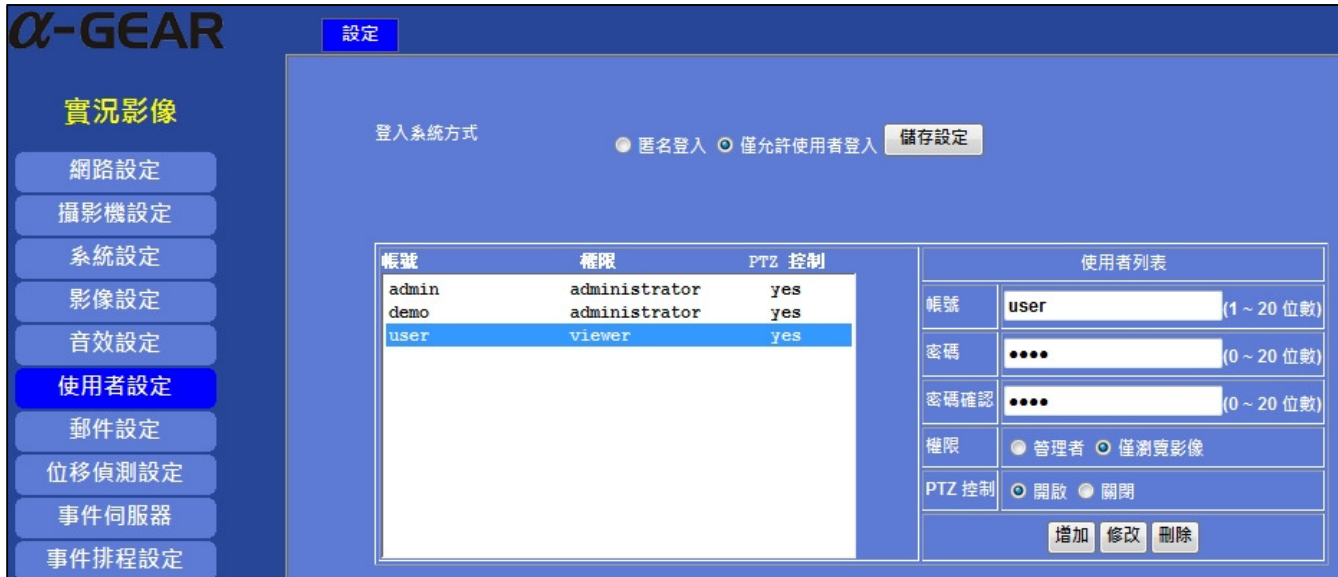 α-GEAR
設定
實況影像
網路設定
攝影機設定
系統設定
影像設定
音效設定
使用者設定
郵件設定
位移偵測設定
事件伺服器
事件排程設定
登入系統方式 匿名登入 僅允許使用者登入 儲存設定
帳號 權限 PTZ 控制
admin administrator yes
demo administrator yes
user viewer yes
使用者列表
帳號 user (1 ~ 20 位數)
密碼 •••• (0 ~ 20 位數)
密碼確認 •••• (0 ~ 20 位數)
權限 管理者 僅瀏覽影像
PTZ 控制 開啟 關閉
增加 修改 刪除